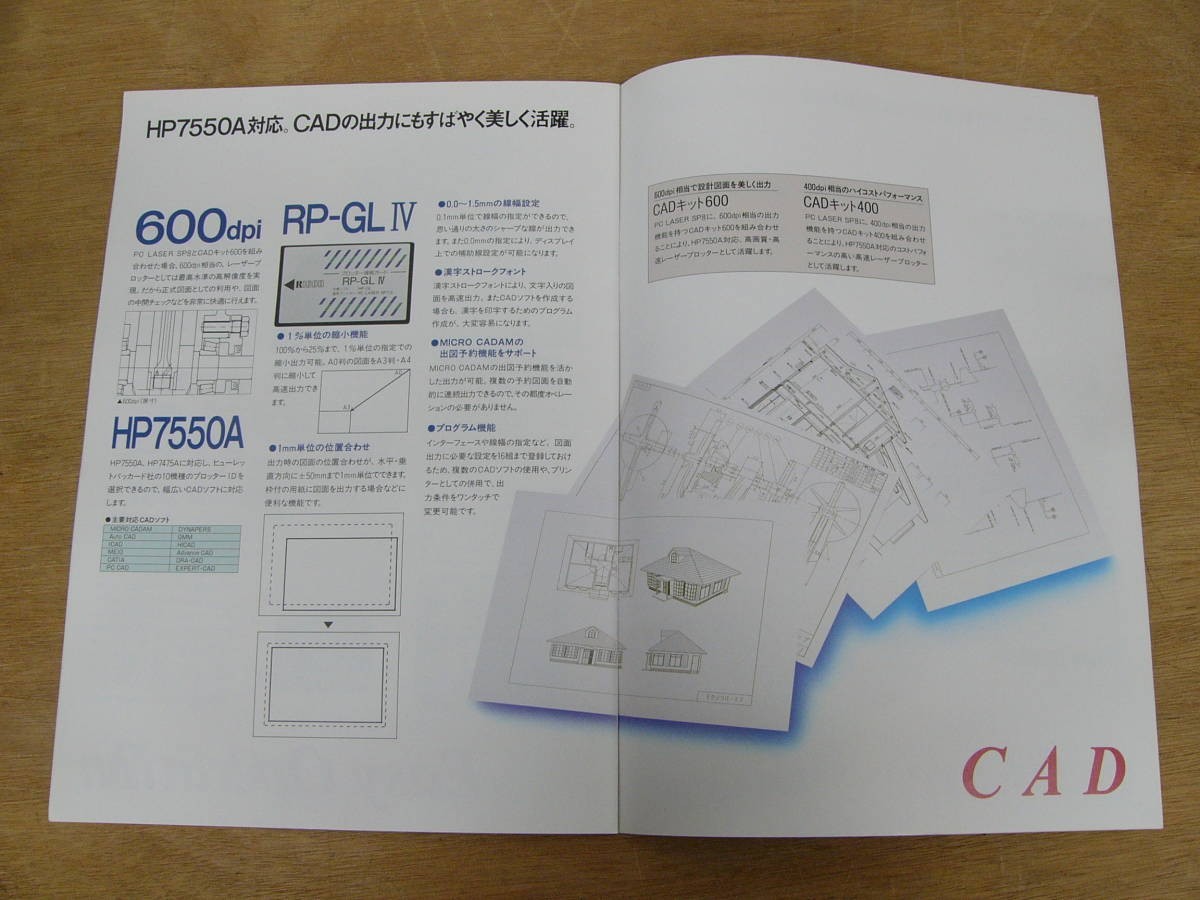 HP7550A対応。CADの出力にもすばやく美しく活躍。
600dpi
PC LASER SP8とCADキット600を組み
合わせた場合、600dpi相当の、レーザープ
ロッターとしては最高水準の高解像度を実
現。だから正式図面としての利用や、図面
の中間チェックなどを非常に快適に行えます。
▲600dpi(原寸)
HP7550A
HP7550A、HP7475Aに対応し、ヒューレッ
トパッカード社の10機種のプロッターIDを
選択できるので、幅広いCADソフトに対応
します。
●主要対応CADソフト
MICRO CADAM DYNAPERS
Auto CAD GMM
ICAD HICAD
MEIG Advance CAD
CATIA DRA-CAD
PC CAD EXPERT-CAD
RP-GL Ⅳ
RP-GL Ⅳ
●1%単位の縮小機能
100%から25%まで、1%単位の指定での
縮小出力可能。A0判の図面をA3判・A4
判に縮小して
高速出力でき
ます。
A0
A3
●1mm単位の位置合わせ
出力時の図面の位置合わせが、水平・垂
直方向に±50mmまで1mm単位でできます。
枠付の用紙に図面を出力する場合などに
便利な機能です。
●0.0〜1.5mmの線幅設定
0.1mm単位で線幅の指定ができるので、
思い通りの太さのシャープな線が出力でき
ます。また0.0mmの指定により、ディスプレイ
上での補助線設定が可能になります。
●漢字ストロークフォント
漢字ストロークフォントにより、文字入りの図
面を高速出力。またCADソフトを作成する
場合も、漢字を印字するためのプログラム
作成が、大変容易になります。
●MICRO CADAMの
出図予約機能をサポート
MICRO CADAMの出図予約機能を活か
した出力が可能。複数の予約図面を自動
的に連続出力できるので、その都度オペレー
ションの必要がありません。
●プログラム機能
インターフェースや線幅の指定など、図面
出力に必要な設定を16組まで登録しておけ
るため、複数のCADソフトの使用や、プリン
ターとしての併用で、出
力条件をワンタッチで
変更可能です。
600dpi相当で設計図面を美しく出力
CADキット600
PC LASER SP8に、600dpi相当の出力
機能を持つCADキット600を組み合わせ
ることにより、HP7550A対応、高画質・高
速レーザープロッターとして活躍します。
400dpi相当のハイコストパフォーマンス
CADキット400
PC LASER SP8に、400dpi相当の出力
機能を持つCADキット400を組み合わせ
ることにより、HP7550A対応のコストパフォ
ーマンスの高い高速レーザープロッター
として活躍します。
CAD